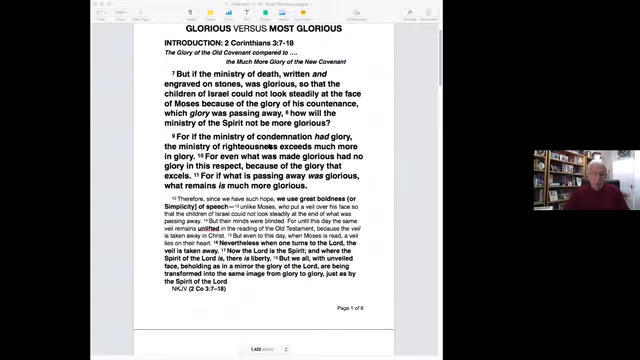 GLORIOUS VERSUS MOST GLORIOUS
INTRODUCTION: 2 Corinthians 3:7-18
The Glory of the Old Covenant compared to ....
the Much More Glory of the New Covenant
7 But if the ministry of death, written and
engraved on stones, was glorious, so that the
children of Israel could not look steadily at the face
of Moses because of the glory of his countenance,
which glory was passing away, 8 how will the
ministry of the Spirit not be more glorious?
9 For if the ministry of condemnation had glory,
the ministry of righteousness exceeds much more
in glory. 10 For even what was made glorious had no
glory in this respect, because of the glory that
excels. 11 For if what is passing away was glorious,
what remains is much more glorious.
12 Therefore, since we have such hope, we use great boldness (or
Simplicity] of speech— 13 unlike Moses, who put a veil over his face so
that the children of Israel could not look steadily at the end of what was
passing away. 14 But their minds were blinded. For until this day the same
veil remains unlifted in the reading of the Old Testament, because the veil
is taken away in Christ. 15 But even to this day, when Moses is read, a veil
lies on their heart. 16 Nevertheless when one turns to the Lord, the
veil is taken away. 17 Now the Lord is the Spirit; and where the
Spirit of the Lord is, there is liberty. 18 But we all, with unveiled
face, beholding as in a mirror the glory of the Lord, are being
transformed into the same image from glory to glory, just as by
the Spirit of the Lord.
NKJV (2 Co 3:7–18)
Page 1 of 6